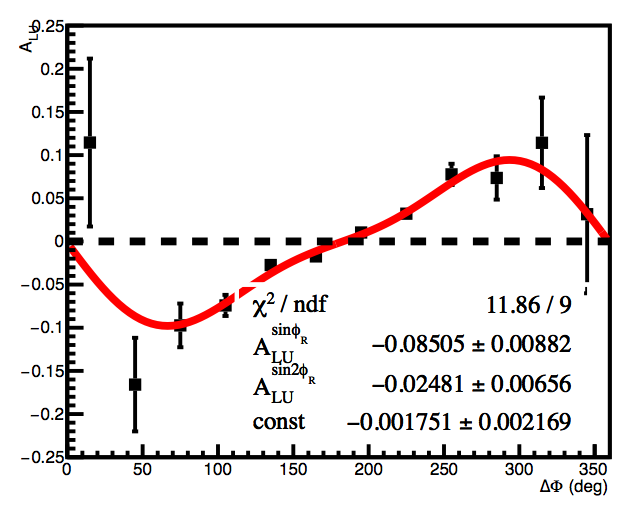 A_LU
0.25
0.2
0.15
0.1
0.05
0
−0.05
−0.1
−0.15
−0.2
−0.25
0 50 100 150 200 250 300 350
ΔΦ (deg)
χ² / ndf 11.86 / 9
A_LU^sinϕ_R −0.08505 ± 0.00882
A_LU^sin2ϕ_R −0.02481 ± 0.00656
const −0.001751 ± 0.002169